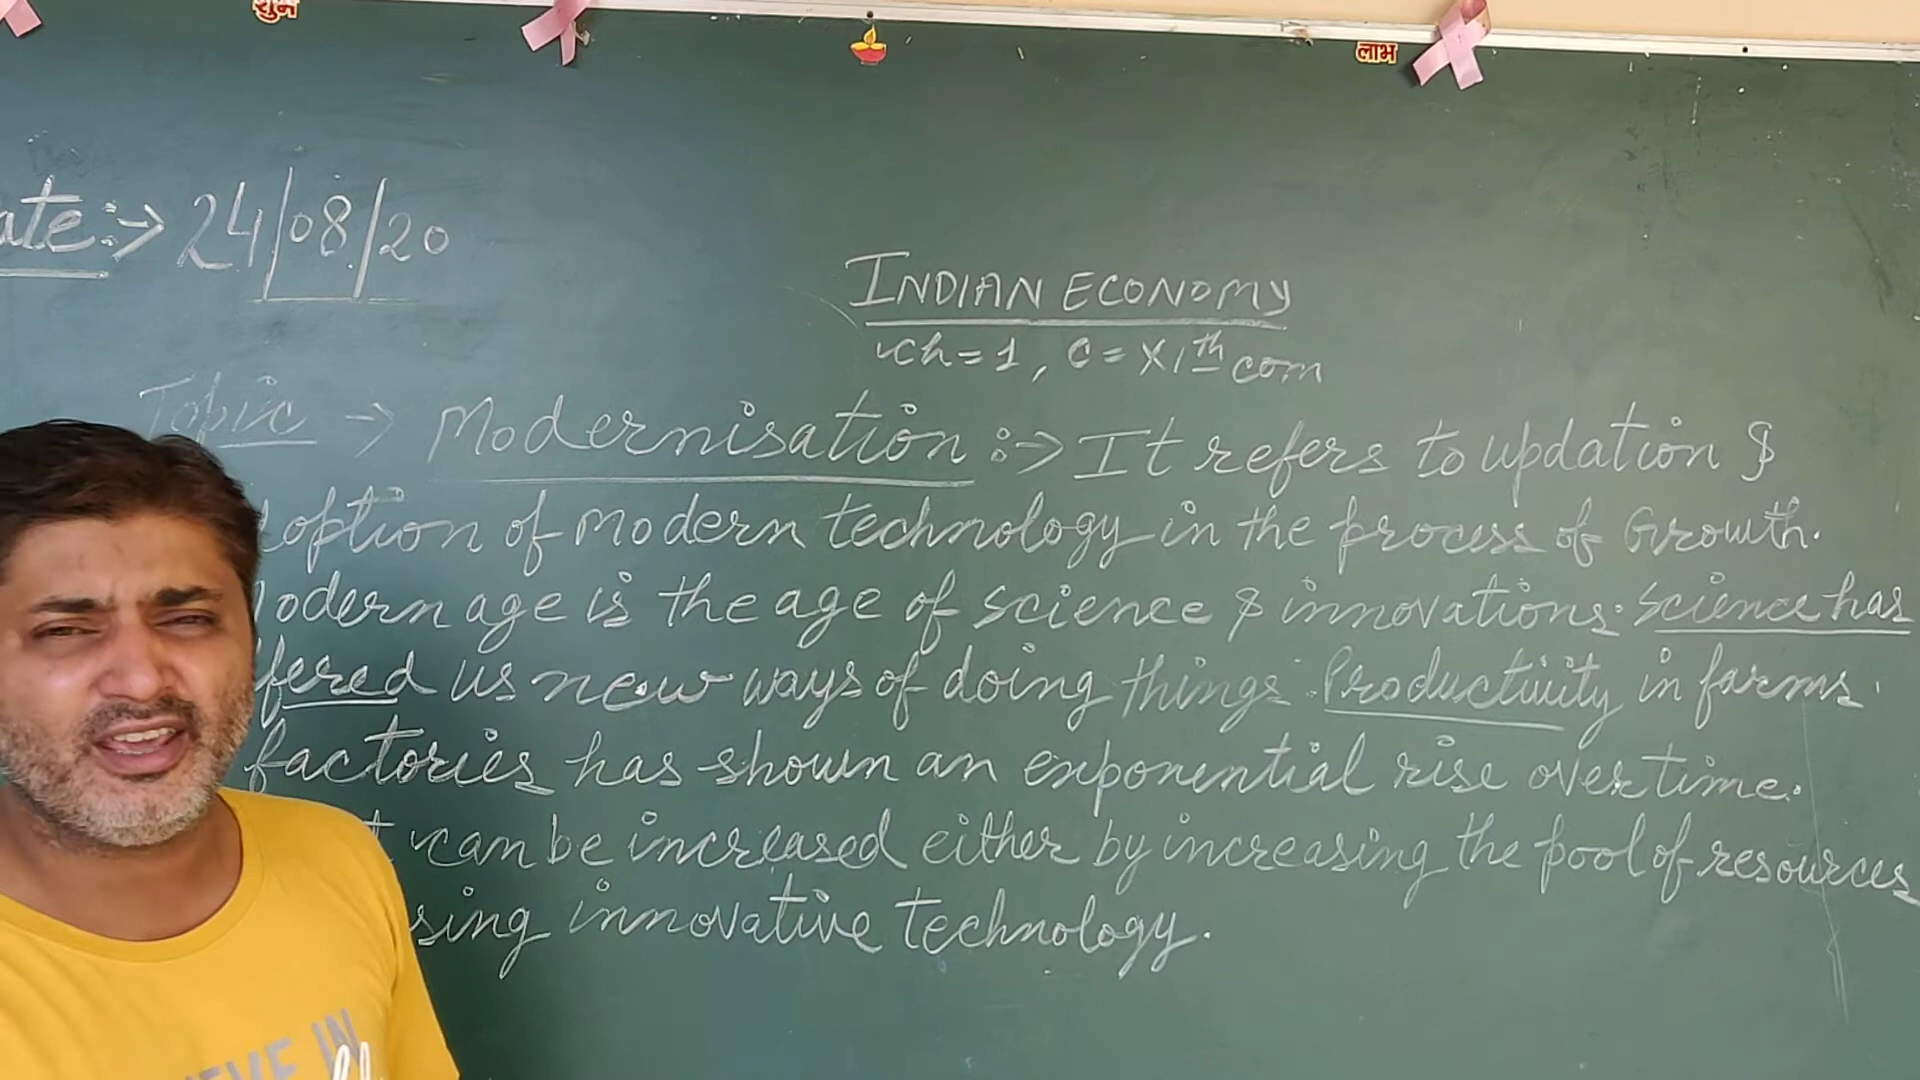 शुभ
लाभ
ate:-> 24/08/20
INDIAN ECONOMY
Ch=1, C= XIth com
Topic -> Modernisation :-> It refers to updation &
option of Modern technology in the process of Growth.
odern age is the age of science & innovations. Science has
fered us new ways of doing things. Productivity in farms
factories has shown an exponential rise over time.
t can be increased either by increasing the pool of resources
sing innovative technology.
EVE IN